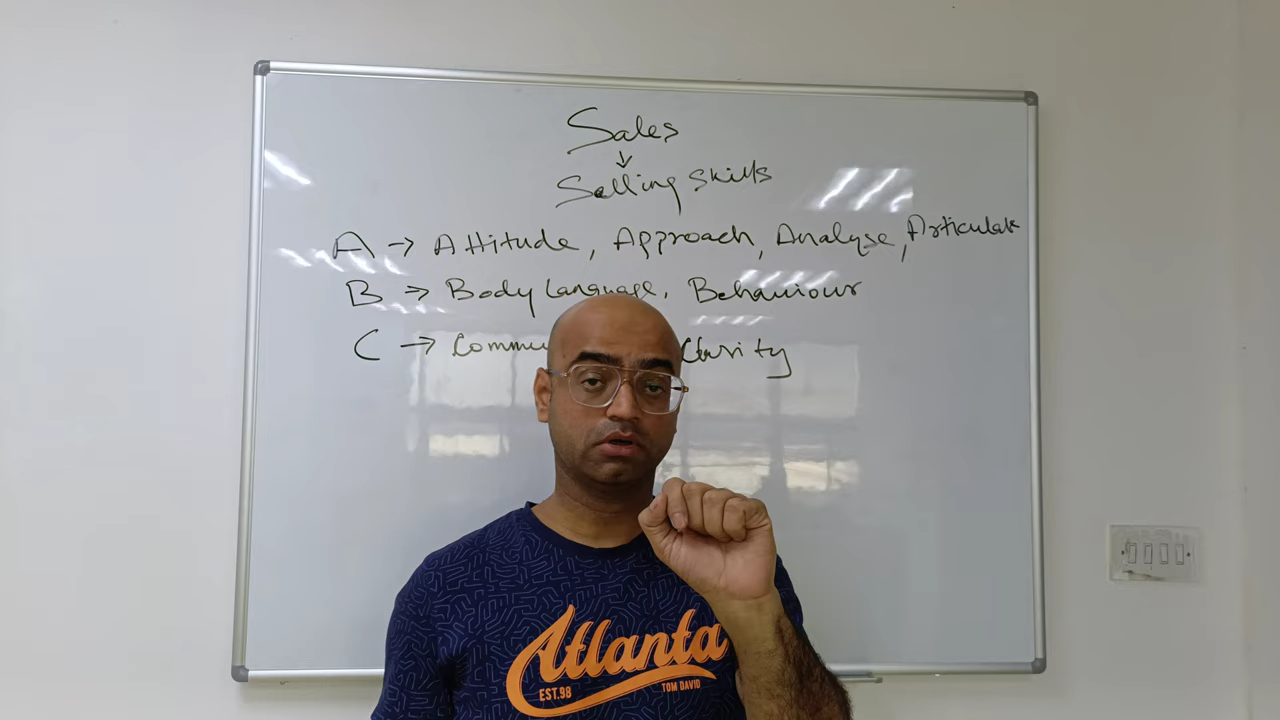 Sales
↓
Selling Skills
A → Attitude, Approach, Analyse, Articulate
B → Body Language, Behaviour
C → Commu Clarity
Atlanta
EST.98 TOM DAVID